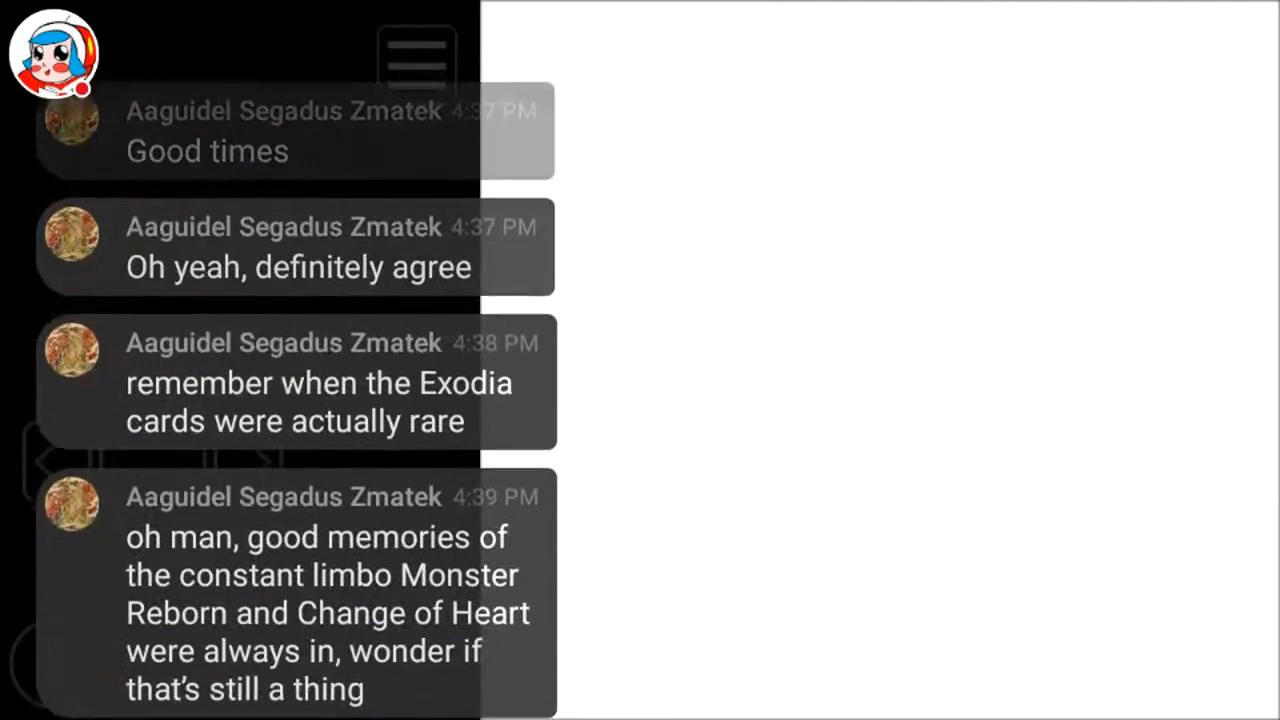 Aaguidel Segadus Zmatek 4:37 PM
Good times
Aaguidel Segadus Zmatek 4:37 PM
Oh yeah, definitely agree
Aaguidel Segadus Zmatek 4:38 PM
remember when the Exodia
cards were actually rare
Aaguidel Segadus Zmatek 4:39 PM
oh man, good memories of
the constant limbo Monster
Reborn and Change of Heart
were always in, wonder if
that's still a thing